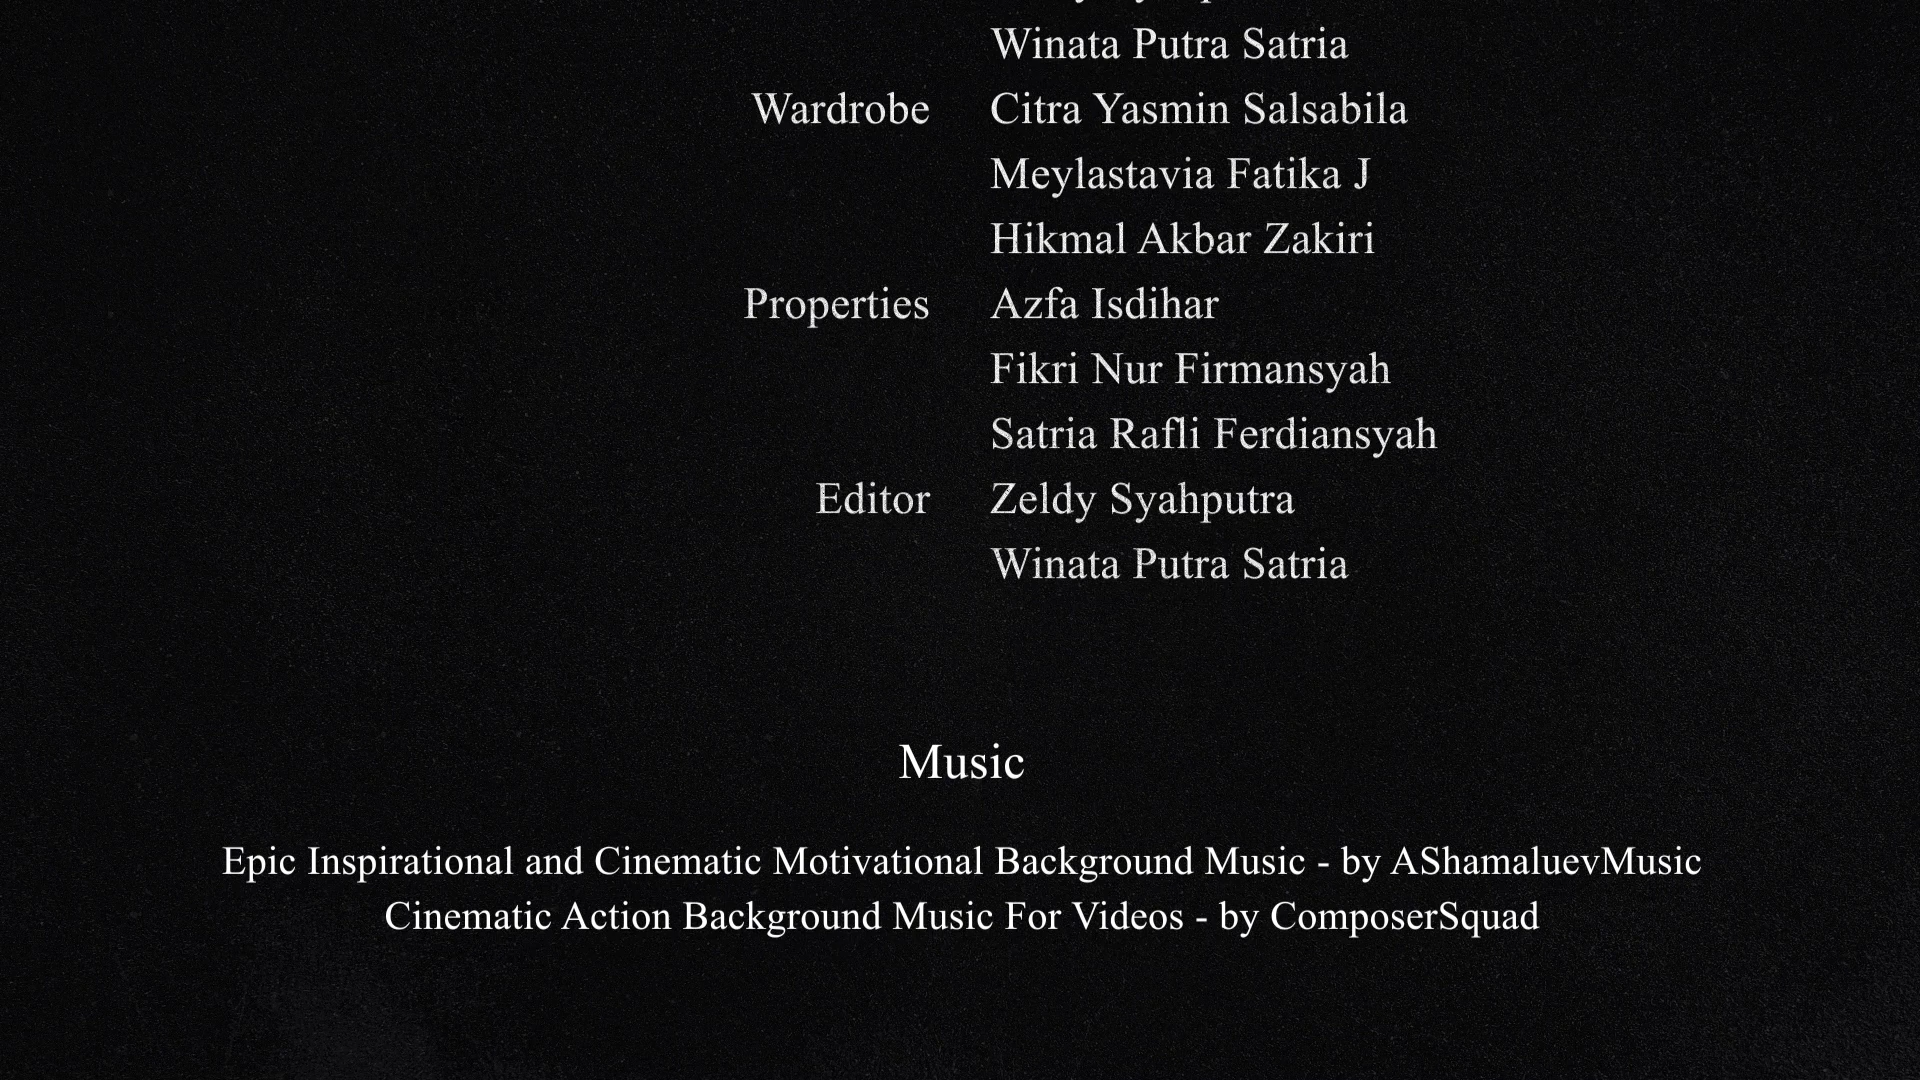 Winata Putra Satria
Wardrobe Citra Yasmin Salsabila
Meylastavia Fatika J
Hikmal Akbar Zakiri
Properties Azfa Isdihar
Fikri Nur Firmansyah
Satria Rafli Ferdiansyah
Editor Zeldy Syahputra
Winata Putra Satria
Music
Epic Inspirational and Cinematic Motivational Background Music - by AShamaluevMusic
Cinematic Action Background Music For Videos - by ComposerSquad